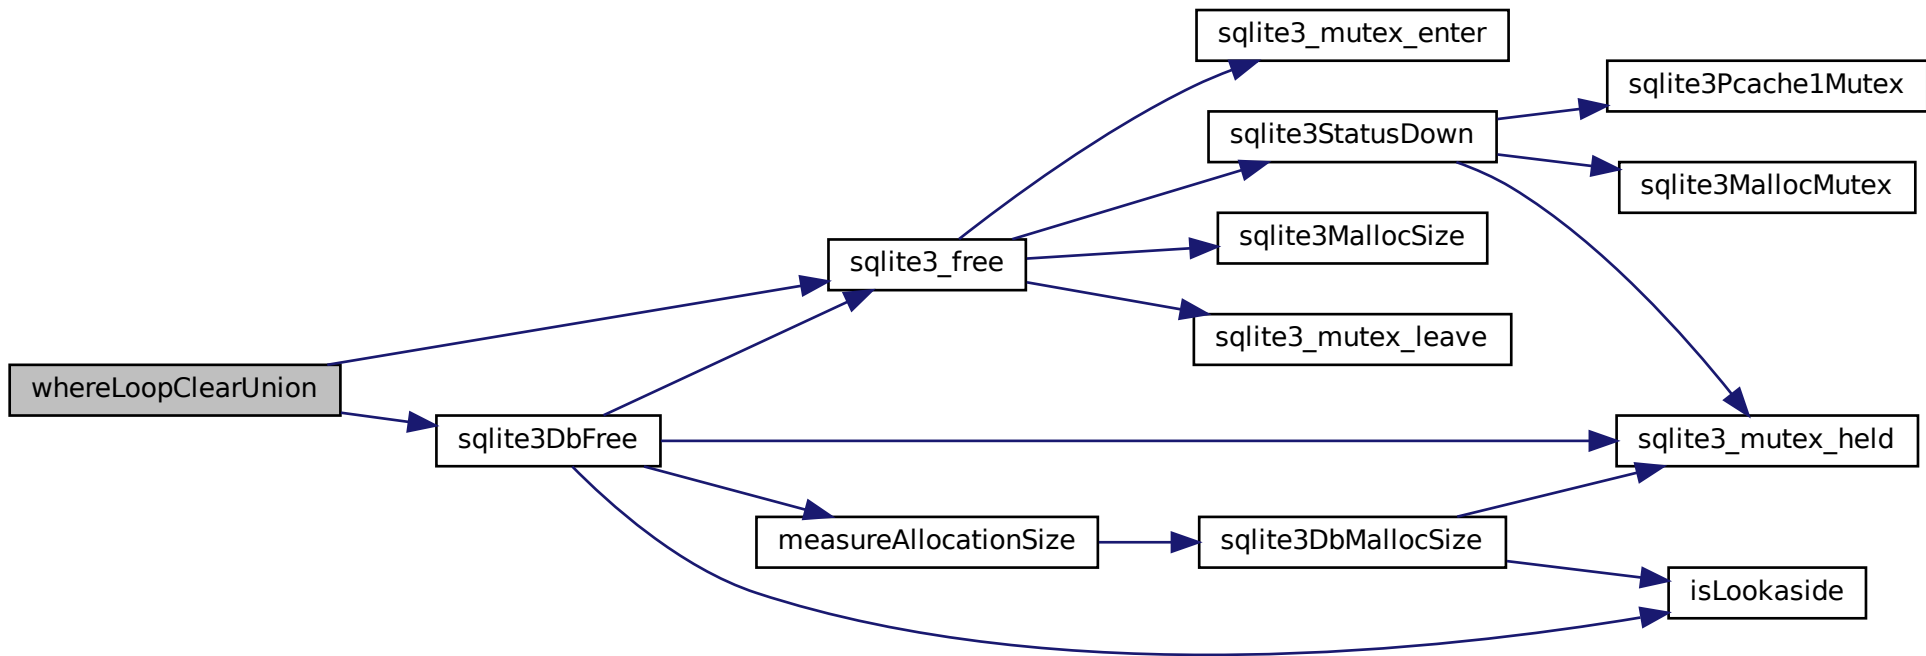 sqlite3_mutex_enter
sqlite3Pcache1Mutex
sqlite3StatusDown
sqlite3MallocMutex
sqlite3MallocSize
sqlite3_free
sqlite3_mutex_leave
whereLoopClearUnion
sqlite3DbFree
sqlite3_mutex_held
measureAllocationSize
sqlite3DbMallocSize
isLookaside